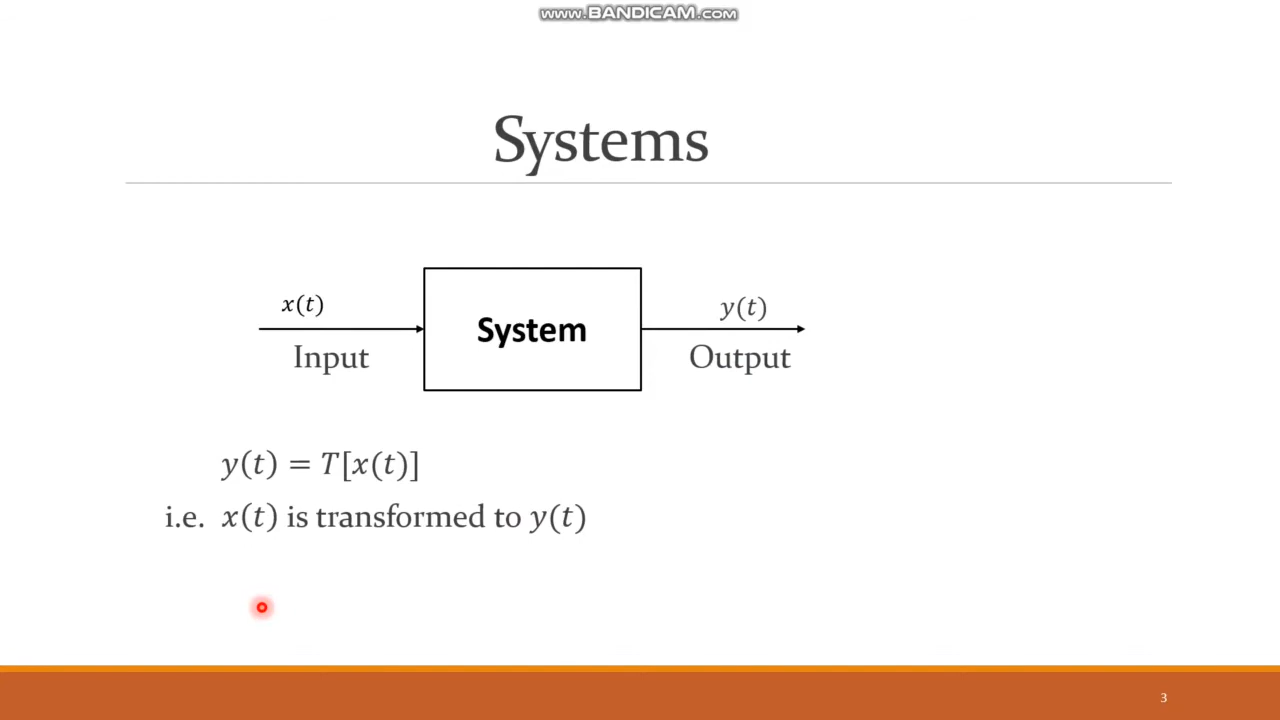 www.BANDICAM.com
Systems
x(t)
y(t)
System
Input
Output
y(t) = T[x(t)]
i.e. x(t) is transformed to y(t)
3